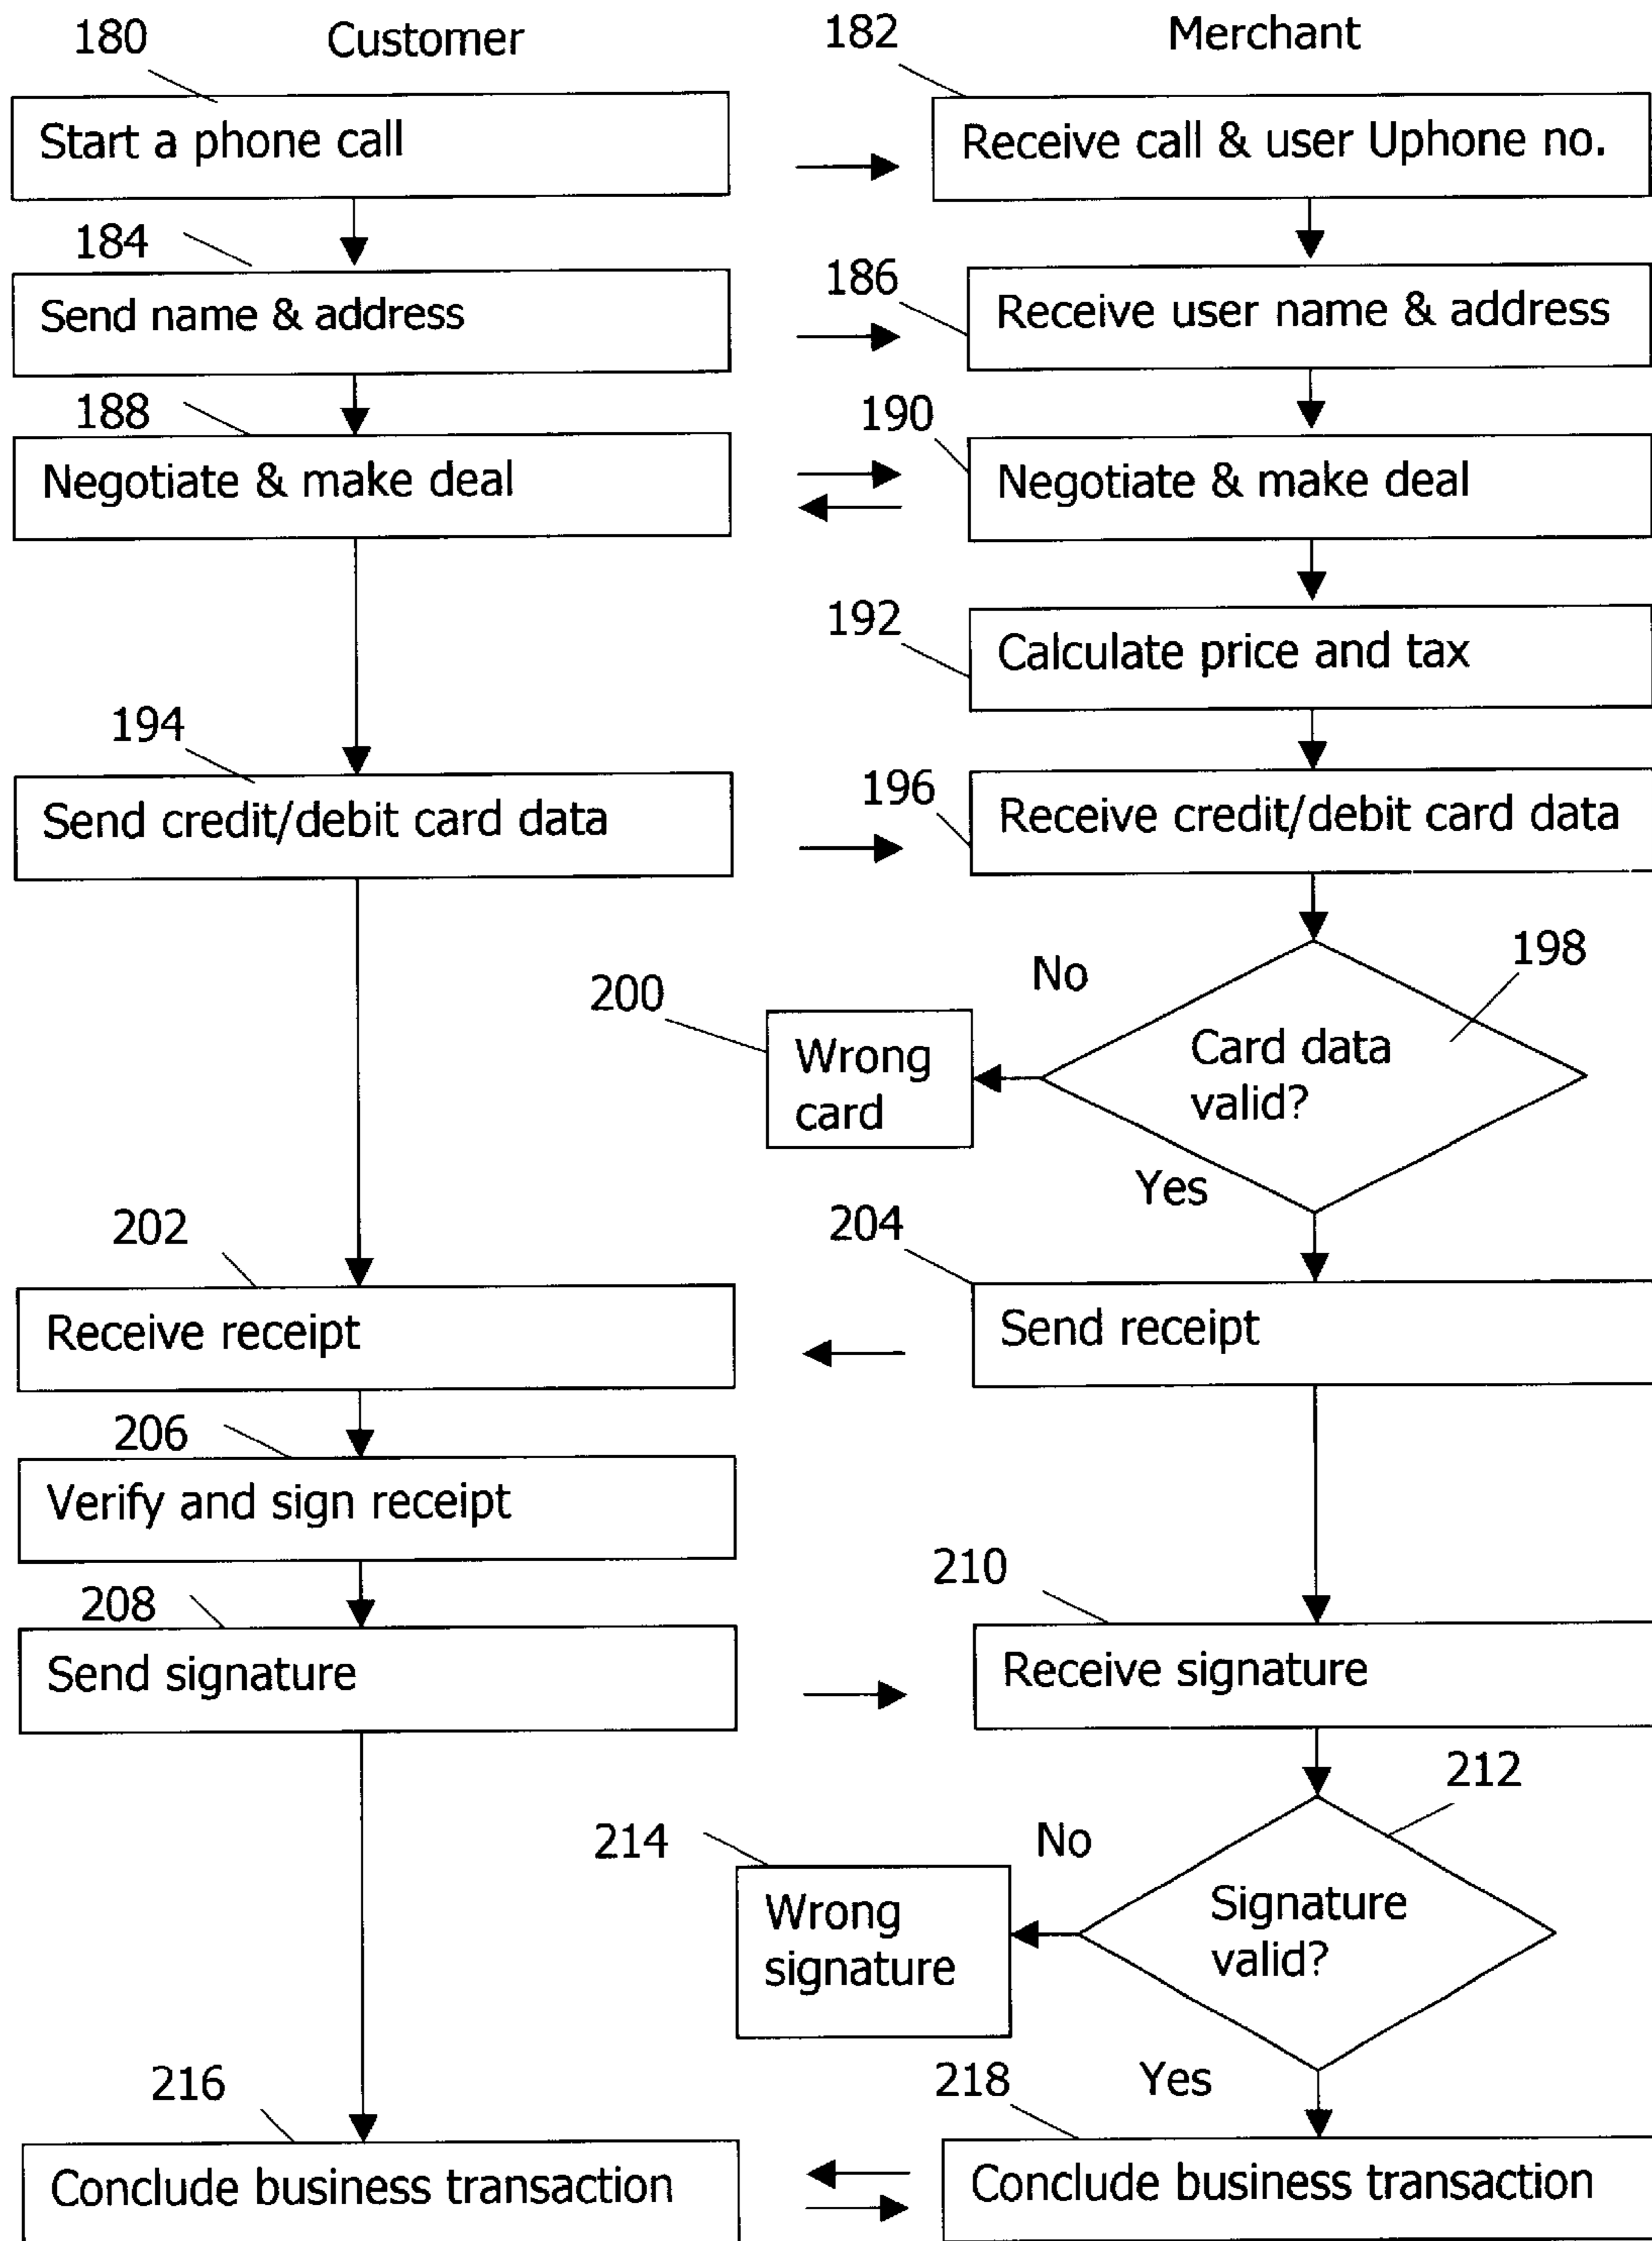 180 Customer 182 Merchant
Start a phone call Receive call & user Uphone no.
184 186
Send name & address Receive user name & address
188 190
Negotiate & make deal Negotiate & make deal
192
Calculate price and tax
194 196
Send credit/debit card data Receive credit/debit card data
198
No
200
Wrong
card
Card data
valid?
Yes
202 204
Receive receipt Send receipt
206
Verify and sign receipt
208 210
Send signature Receive signature
212
214 No
Wrong
signature
Signature
valid?
216 218 Yes
Conclude business transaction Conclude business transaction